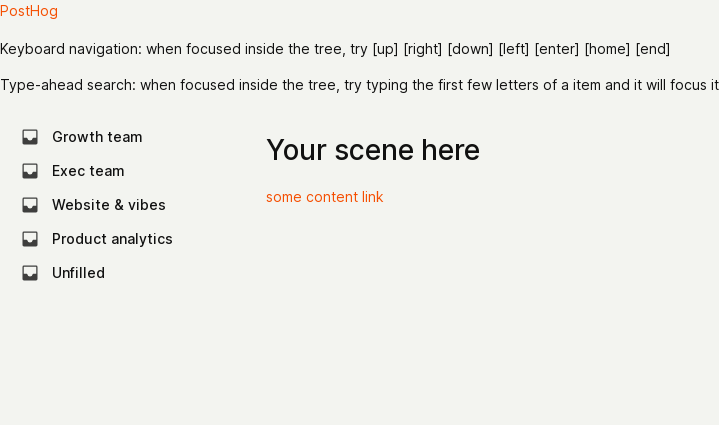 PostHog
Keyboard navigation: when focused inside the tree, try [up] [right] [down] [left] [enter] [home] [end]
Type-ahead search: when focused inside the tree, try typing the first few letters of a item and it will focus it
Growth team
Exec team
Website & vibes
Product analytics
Unfilled
Your scene here
some content link